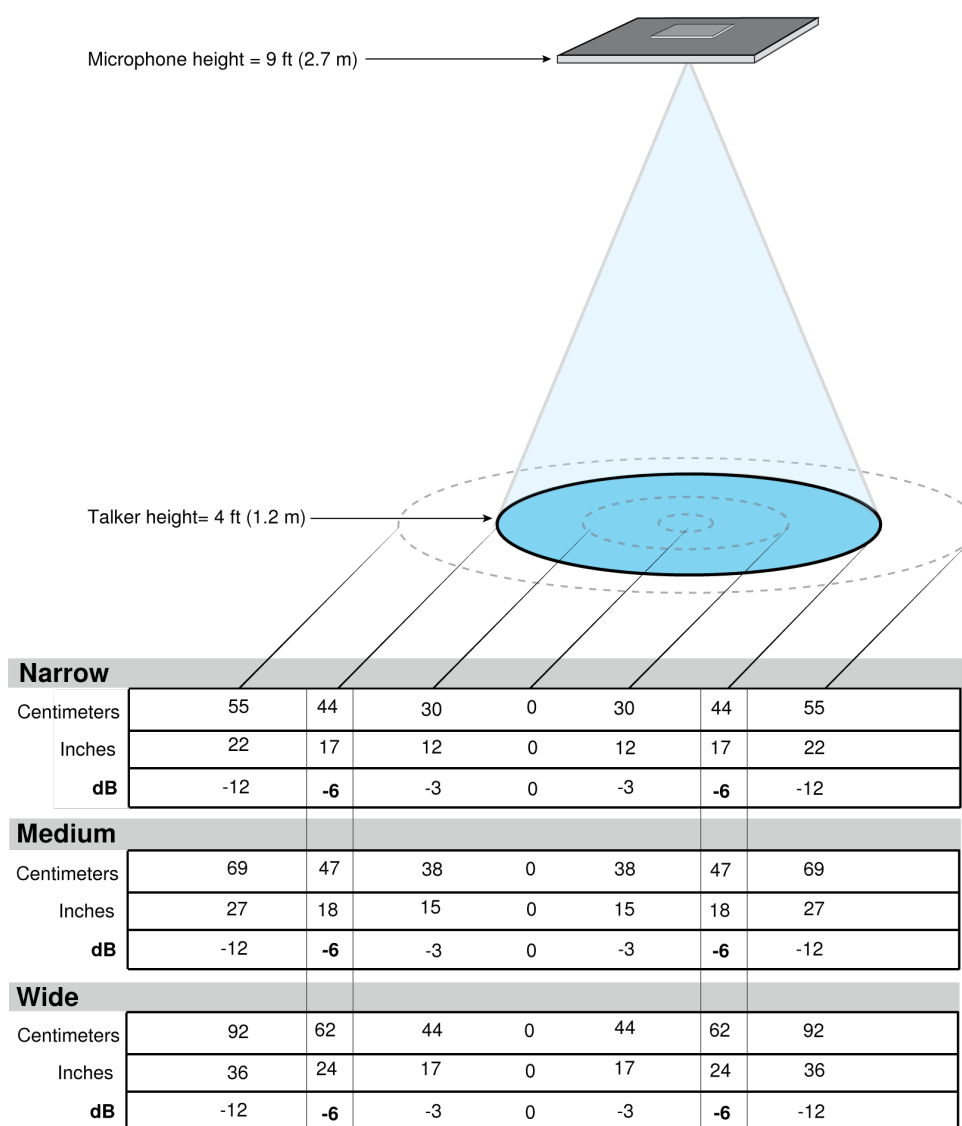 Microphone height = 9 ft (2.7 m)
Talker height= 4 ft (1.2 m)
Narrow
Centimeters 55 44 30 0 30 44 55
Inches 22 17 12 0 12 17 22
dB -12 -6 -3 0 -3 -6 -12
Medium
Centimeters 69 47 38 0 38 47 69
Inches 27 18 15 0 15 18 27
dB -12 -6 -3 0 -3 -6 -12
Wide
Centimeters 92 62 44 0 44 62 92
Inches 36 24 17 0 17 24 36
dB -12 -6 -3 0 -3 -6 -12